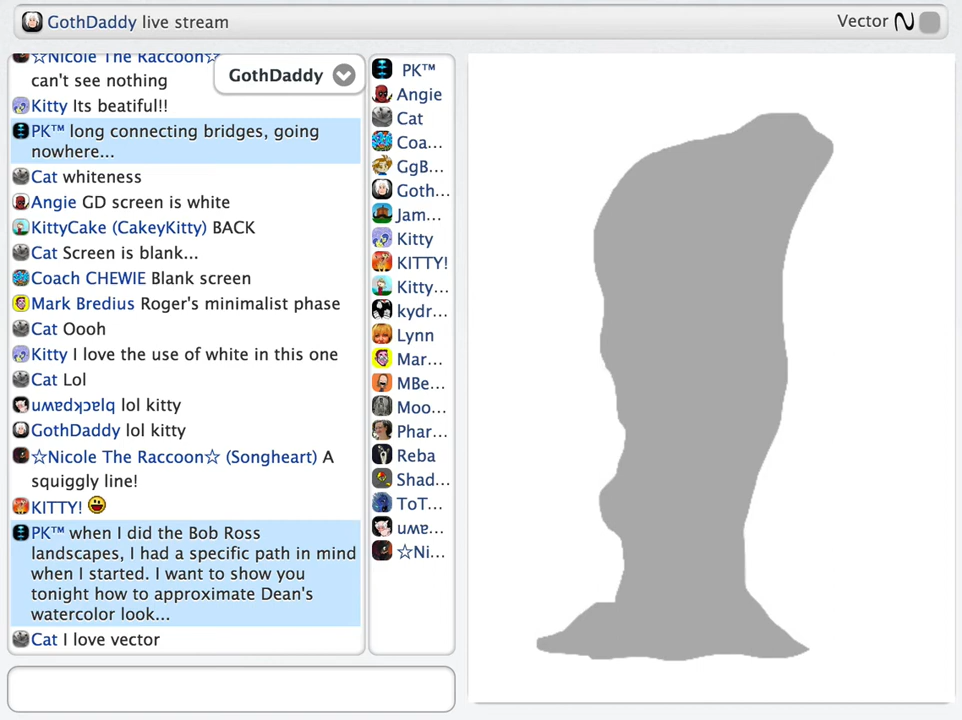 GothDaddy live stream
Vector
☆Nicole The Raccoon☆
can't see nothing
GothDaddy
Kitty Its beatiful!!
PK™ long connecting bridges, going
nowhere...
Cat whiteness
Angie GD screen is white
KittyCake (CakeyKitty) BACK
Cat Screen is blank...
Coach CHEWIE Blank screen
Mark Bredius Roger's minimalist phase
Cat Oooh
Kitty I love the use of white in this one
Cat Lol
uʍɐdʞɔɐlq lol kitty
GothDaddy lol kitty
☆Nicole The Raccoon☆ (Songheart) A
squiggly line!
KITTY!
PK™ when I did the Bob Ross
landscapes, I had a specific path in mind
when I started. I want to show you
tonight how to approximate Dean's
watercolor look...
Cat I love vector
PK™
Angie
Cat
Coa...
GgB...
Goth...
Jam...
Kitty
KITTY!
Kitty...
kydr...
Lynn
Mar...
MBe...
Moo...
Phar...
Reba
Shad...
ToT...
uʍɐ...
☆Ni...